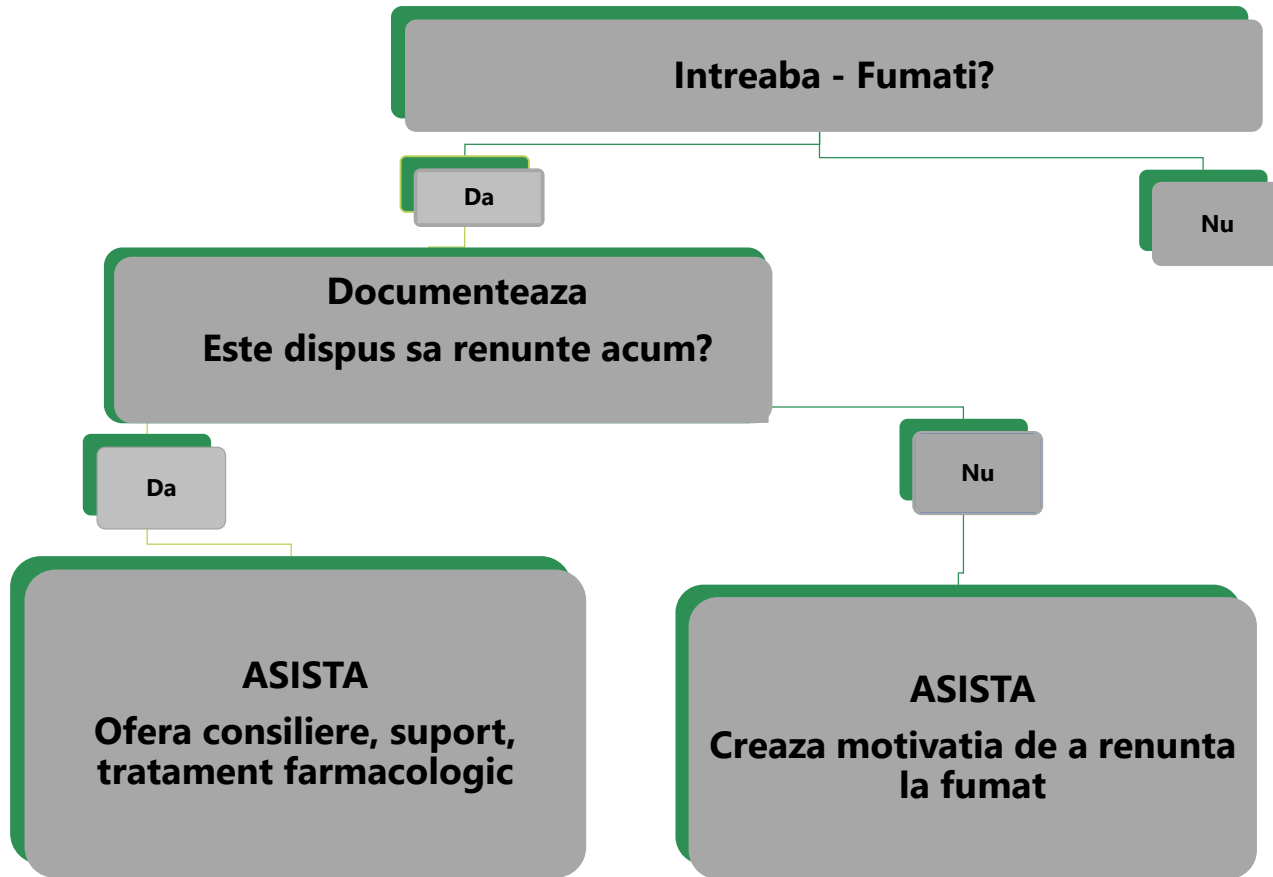 Intreaba - Fumati?
Da
Nu
Documenteaza
Este dispus sa renunte acum?
Da
Nu
ASISTA
Ofera consiliere, suport,
tratament farmacologic
ASISTA
Creaza motivatia de a renunta
la fumat